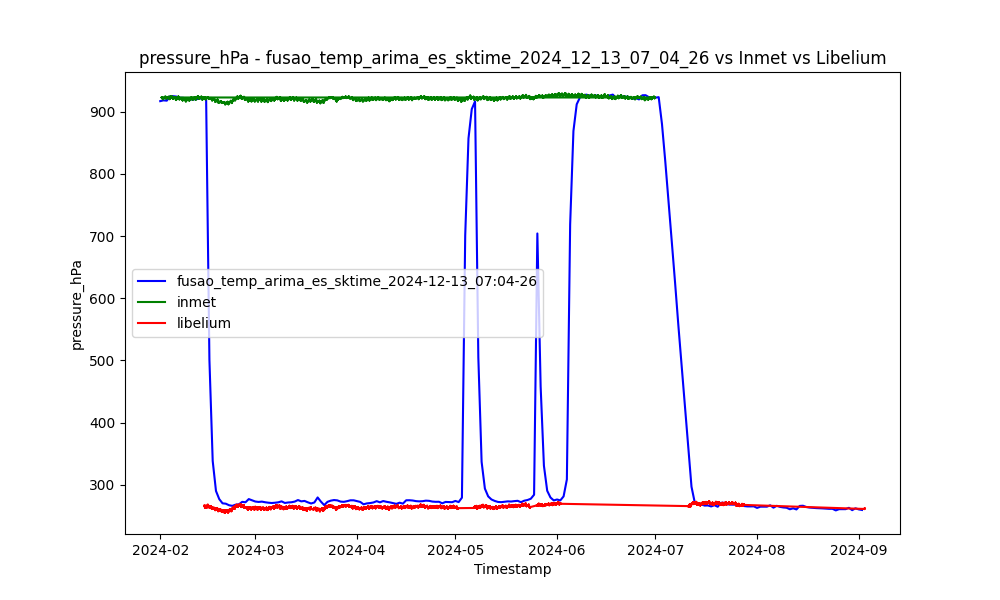 pressure_hPa - fusao_temp_arima_es_sktime_2024_12_13_07_04_26 vs Inmet vs Libelium
900
800
700
600
500
400
300
pressure_hPa
fusao_temp_arima_es_sktime_2024-12-13_07:04-26
inmet
libelium
2024-02 2024-03 2024-04 2024-05 2024-06 2024-07 2024-08 2024-09
Timestamp